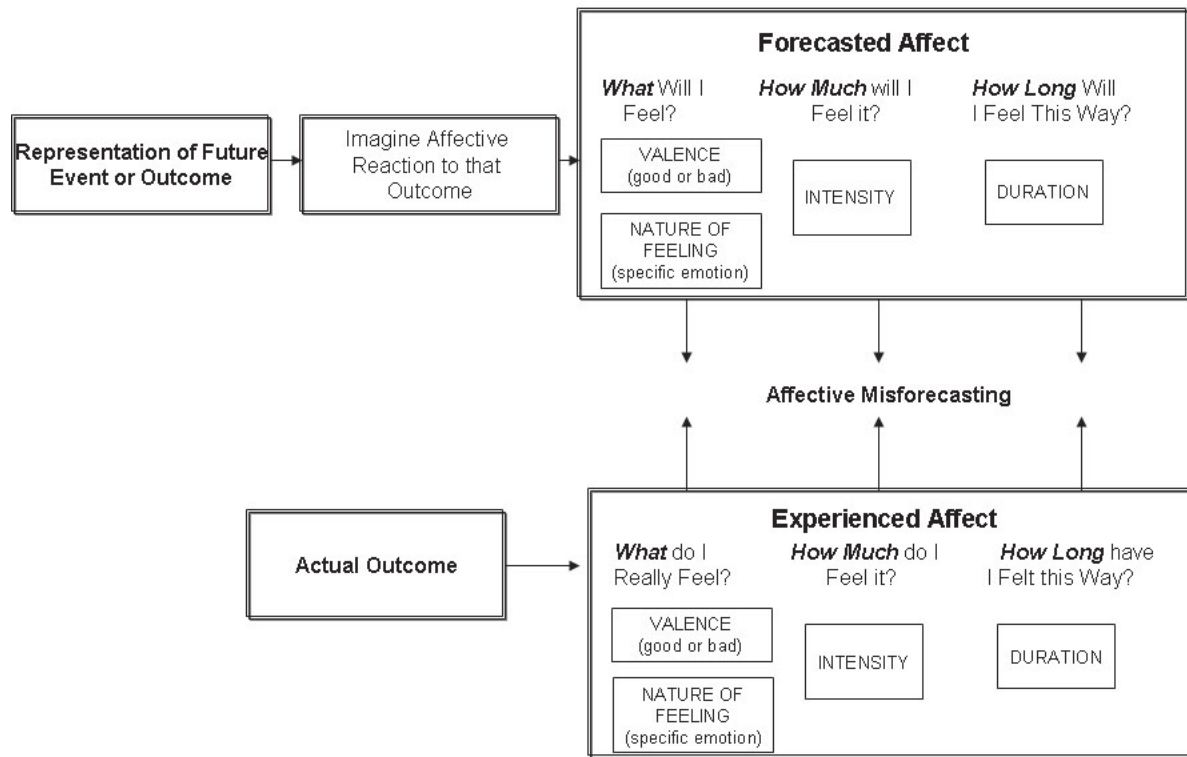 Forecasted Affect
What Will I
Feel?
How Much will I
Feel it?
How Long Will
I Feel This Way?
Representation of Future
Event or Outcome
Imagine Affective
Reaction to that
Outcome
VALENCE
(good or bad)
INTENSITY
DURATION
NATURE OF
FEELING
(specific emotion)
Affective Misforecasting
Actual Outcome
Experienced Affect
What do I
Really Feel?
How Much do I
Feel it?
How Long have
I Felt this Way?
VALENCE
(good or bad)
INTENSITY
DURATION
NATURE OF
FEELING
(specific emotion)